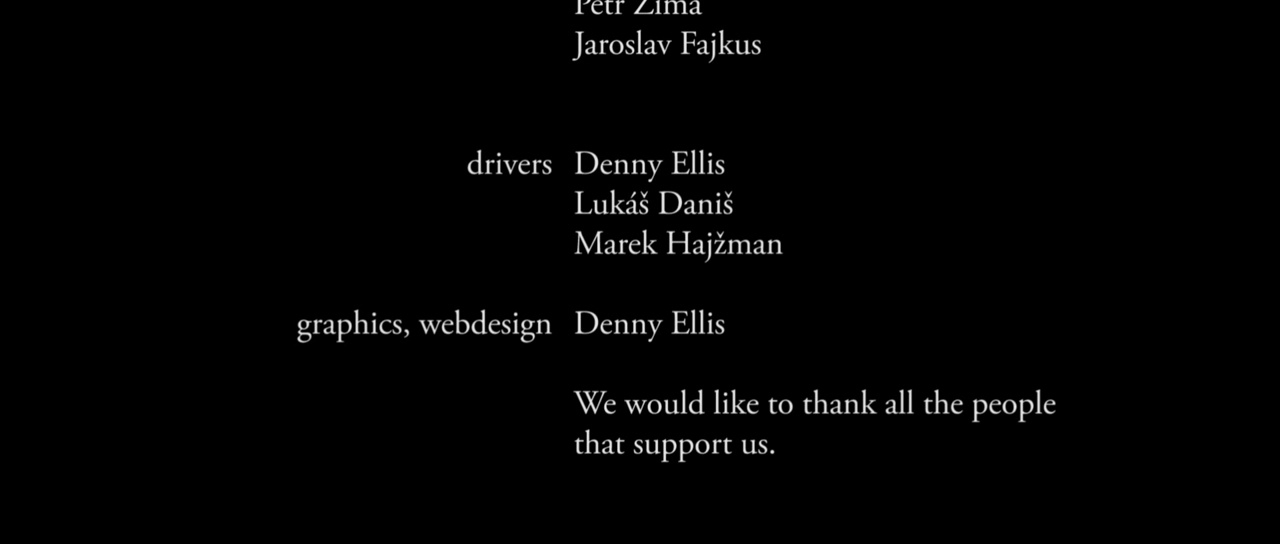 Petr Zima
Jaroslav Fajkus
drivers Denny Ellis
Lukáš Daniš
Marek Hajžman
graphics, webdesign Denny Ellis
We would like to thank all the people
that support us.